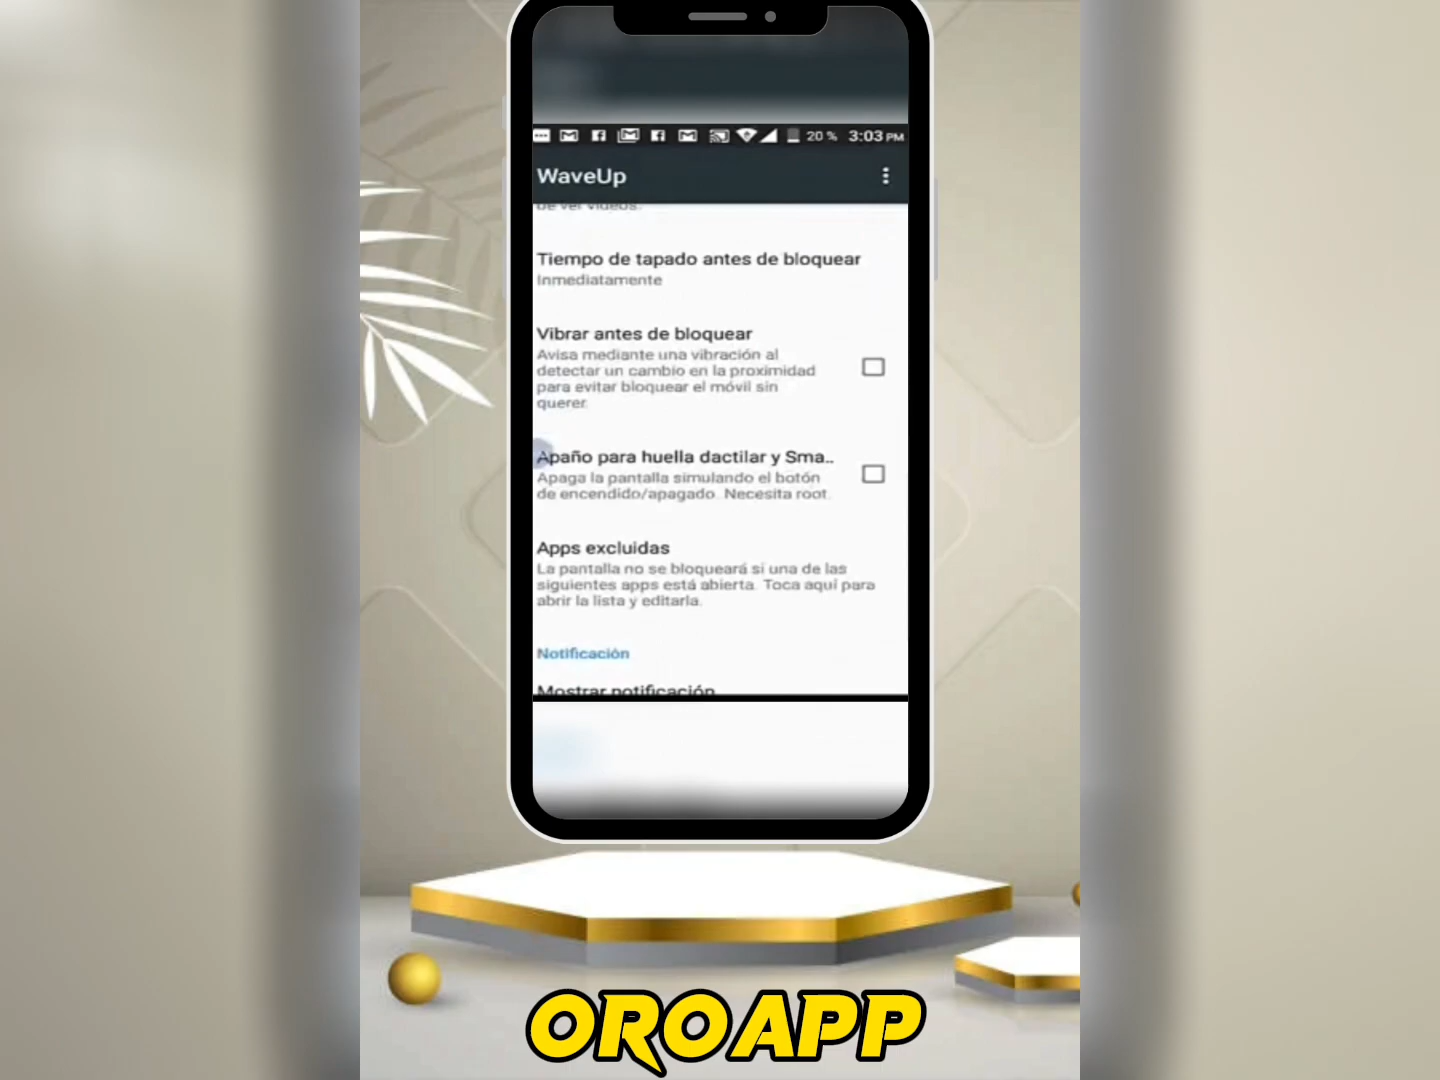 20 % 3:03 PM
WaveUp
de ver vídeos.
Tiempo de tapado antes de bloquear
Inmediatamente
Vibrar antes de bloquear
Avisa mediante una vibración al
detectar un cambio en la proximidad
para evitar bloquear el móvil sin
querer.
Apaño para huella dactilar y Sma..
Apaga la pantalla simulando el botón
de encendido/apagado. Necesita root.
Apps excluidas
La pantalla no se bloqueará si una de las
siguientes apps está abierta. Toca aquí para
abrir la lista y editarla.
Notificación
Mostrar notificación
OROAPP